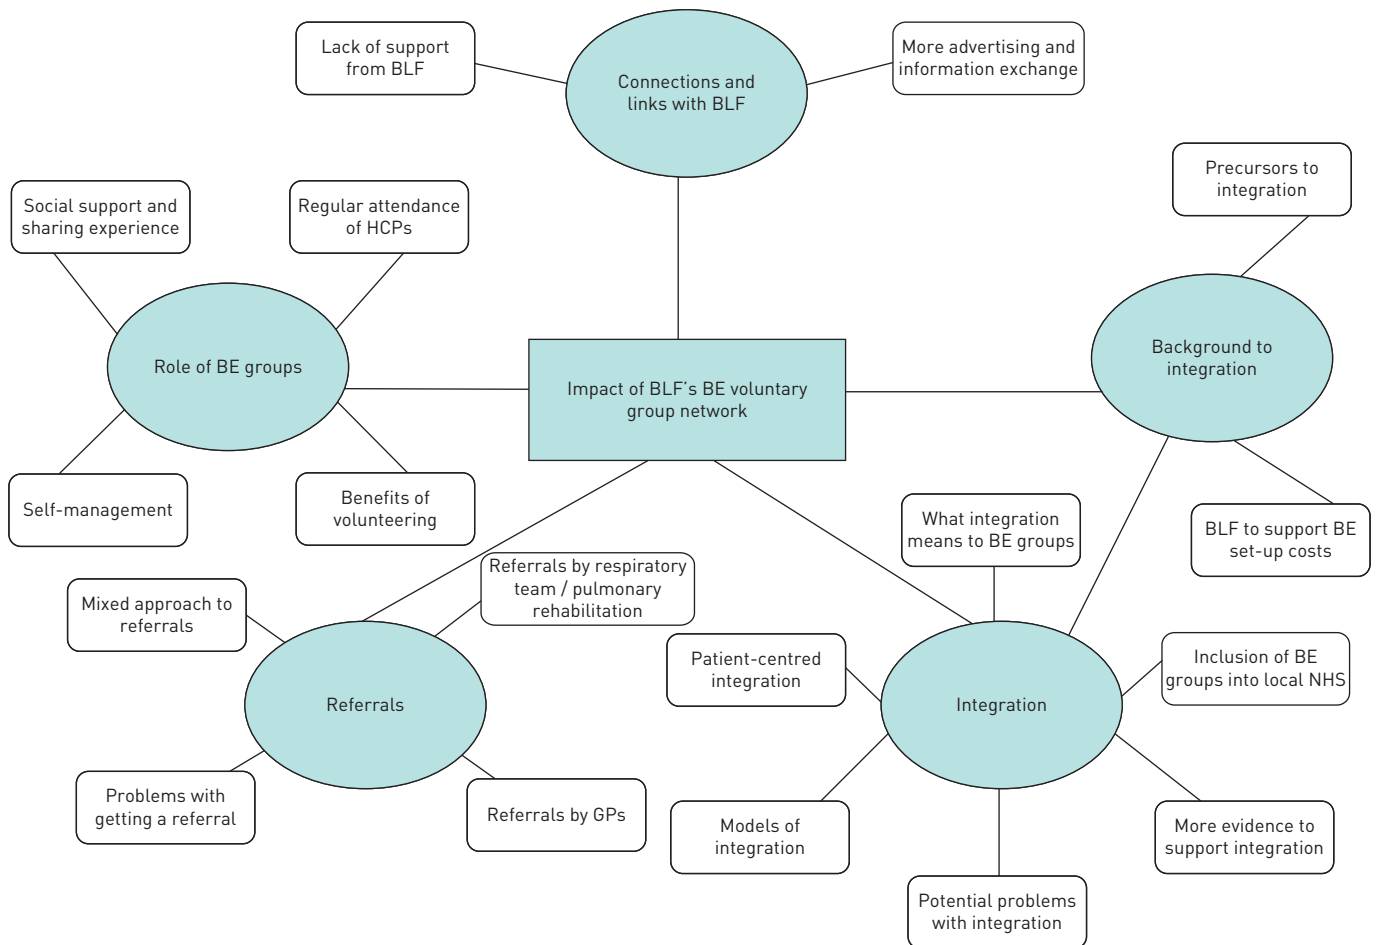 Lack of support
from BLF
Connections and
links with BLF
More advertising and
information exchange
Precursors to
integration
Social support and
sharing experience
Regular attendance
of HCPs
Role of BE groups
Impact of BLF's BE voluntary
group network
Background to
integration
Self-management
Benefits of
volunteering
What integration
means to BE groups
BLF to support BE
set-up costs
Mixed approach to
referrals
Referrals by respiratory
team / pulmonary
rehabilitation
Patient-centred
integration
Inclusion of BE
groups into local NHS
Referrals
Integration
Problems with
getting a referral
Referrals by GPs
Models of
integration
More evidence to
support integration
Potential problems
with integration